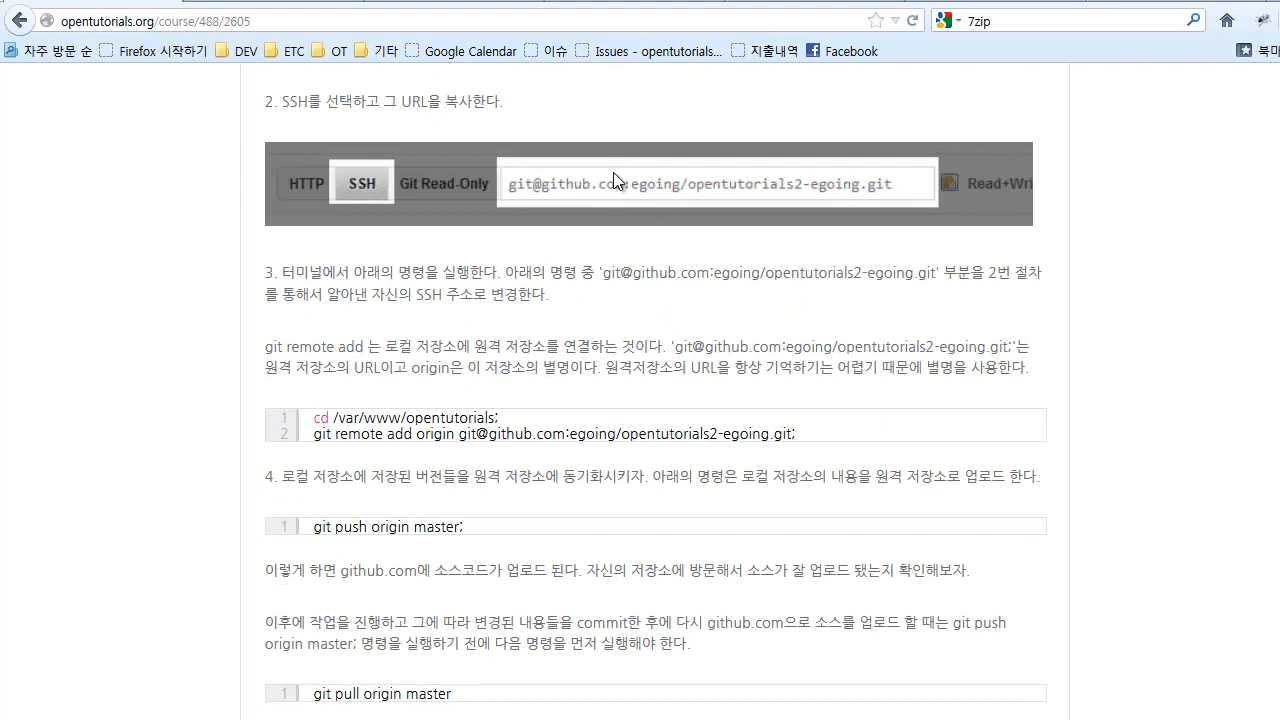 opentutorials.org/course/488/2605
7zip
자주 방문 순 Firefox 시작하기 DEV ETC OT 기타 Google Calendar 이슈 Issues - opentutorials... 지출내역 Facebook 북마
2. SSH를 선택하고 그 URL을 복사한다.
HTTP SSH Git Read-Only git@github.com:egoing/opentutorials2-egoing.git Read+Wri
3. 터미널에서 아래의 명령을 실행한다. 아래의 명령 중 'git@github.com:egoing/opentutorials2-egoing.git' 부분을 2번 절차
를 통해서 알아낸 자신의 SSH 주소로 변경한다.
git remote add 는 로컬 저장소에 원격 저장소를 연결하는 것이다. 'git@github.com:egoing/opentutorials2-egoing.git;'는
원격 저장소의 URL이고 origin은 이 저장소의 별명이다. 원격저장소의 URL을 항상 기억하기는 어렵기 때문에 별명을 사용한다.
1 cd /var/www/opentutorials;
2 git remote add origin git@github.com:egoing/opentutorials2-egoing.git;
4. 로컬 저장소에 저장된 버전들을 원격 저장소에 동기화시키자. 아래의 명령은 로컬 저장소의 내용을 원격 저장소로 업로드 한다.
1 git push origin master;
이렇게 하면 github.com에 소스코드가 업로드 된다. 자신의 저장소에 방문해서 소스가 잘 업로드 됐는지 확인해보자.
이후에 작업을 진행하고 그에 따라 변경된 내용들을 commit한 후에 다시 github.com으로 소스를 업로드 할 때는 git push
origin master; 명령을 실행하기 전에 다음 명령을 먼저 실행해야 한다.
1 git pull origin master